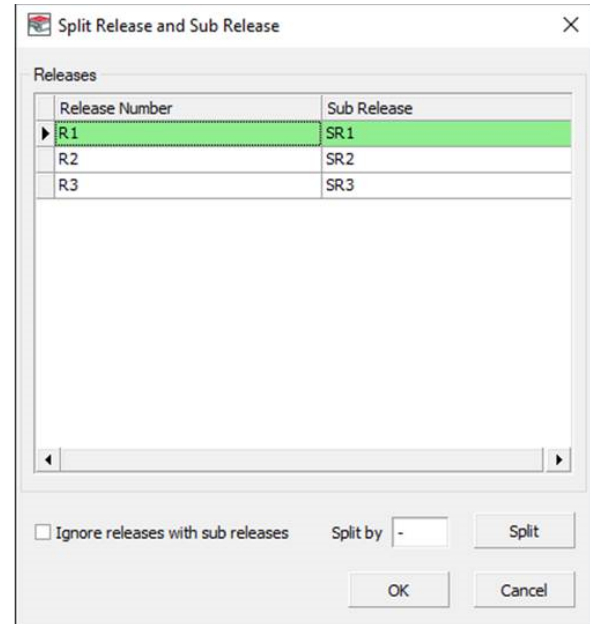 Split Release and Sub Release
Releases
Release Number Sub Release
R1 SR1
R2 SR2
R3 SR3
Ignore releases with sub releases Split by - Split
OK Cancel